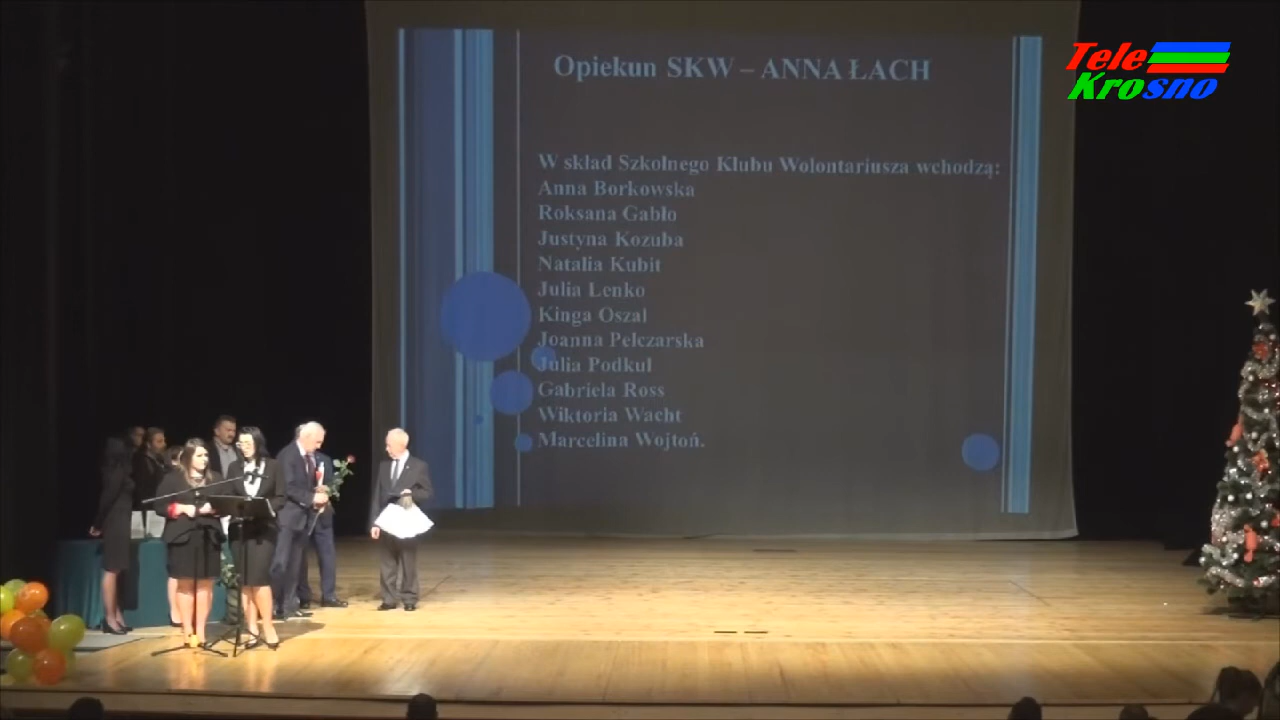 Opiekun SKW – ANNA ŁACH
Tele
Krosno
W skład Szkolnego Klubu Wolontariusza wchodzą:
Anna Borkowska
Roksana Gabło
Justyna Kozuba
Natalia Kubit
Julia Lenko
Kinga Oszal
Joanna Pelczarska
Julia Podkul
Gabriela Ross
Wiktoria Wacht
Marcelina Wojtoń.